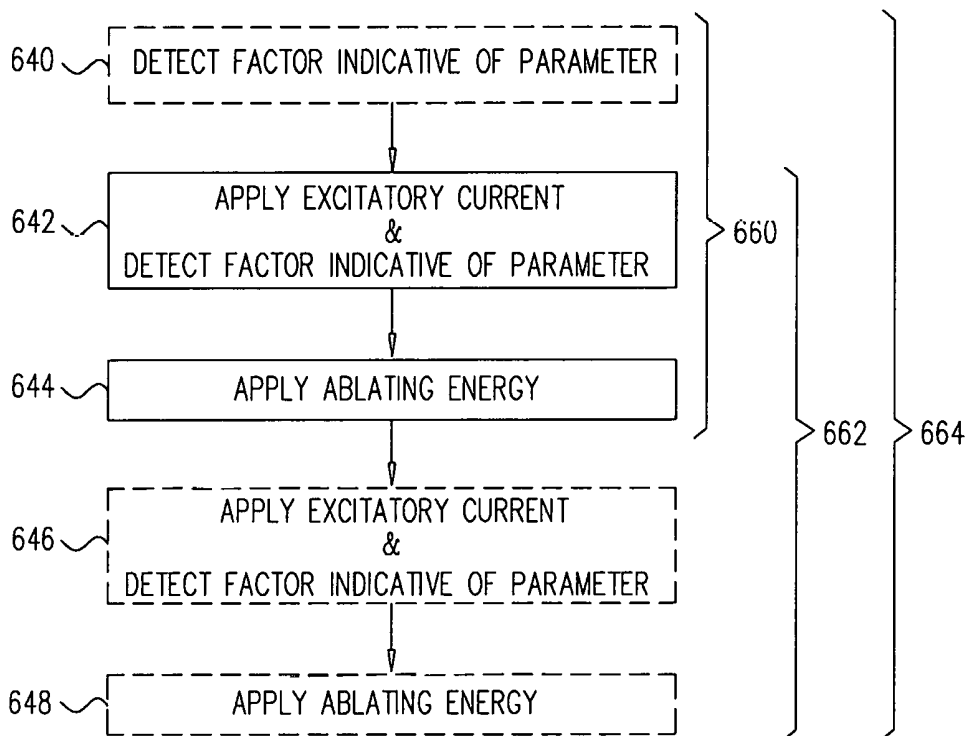 640 DETECT FACTOR INDICATIVE OF PARAMETER
642 APPLY EXCITATORY CURRENT
&
DETECT FACTOR INDICATIVE OF PARAMETER
660
644 APPLY ABLATING ENERGY
662
664
646 APPLY EXCITATORY CURRENT
&
DETECT FACTOR INDICATIVE OF PARAMETER
648 APPLY ABLATING ENERGY